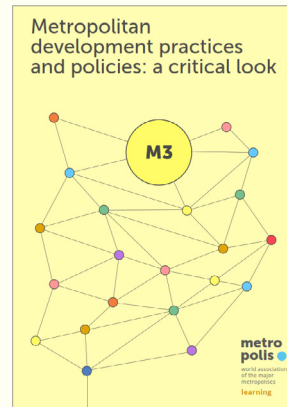 Metropolitan
development practices
and policies: a critical look
M3
metro
polis
world association
of the major
metropolises
learning